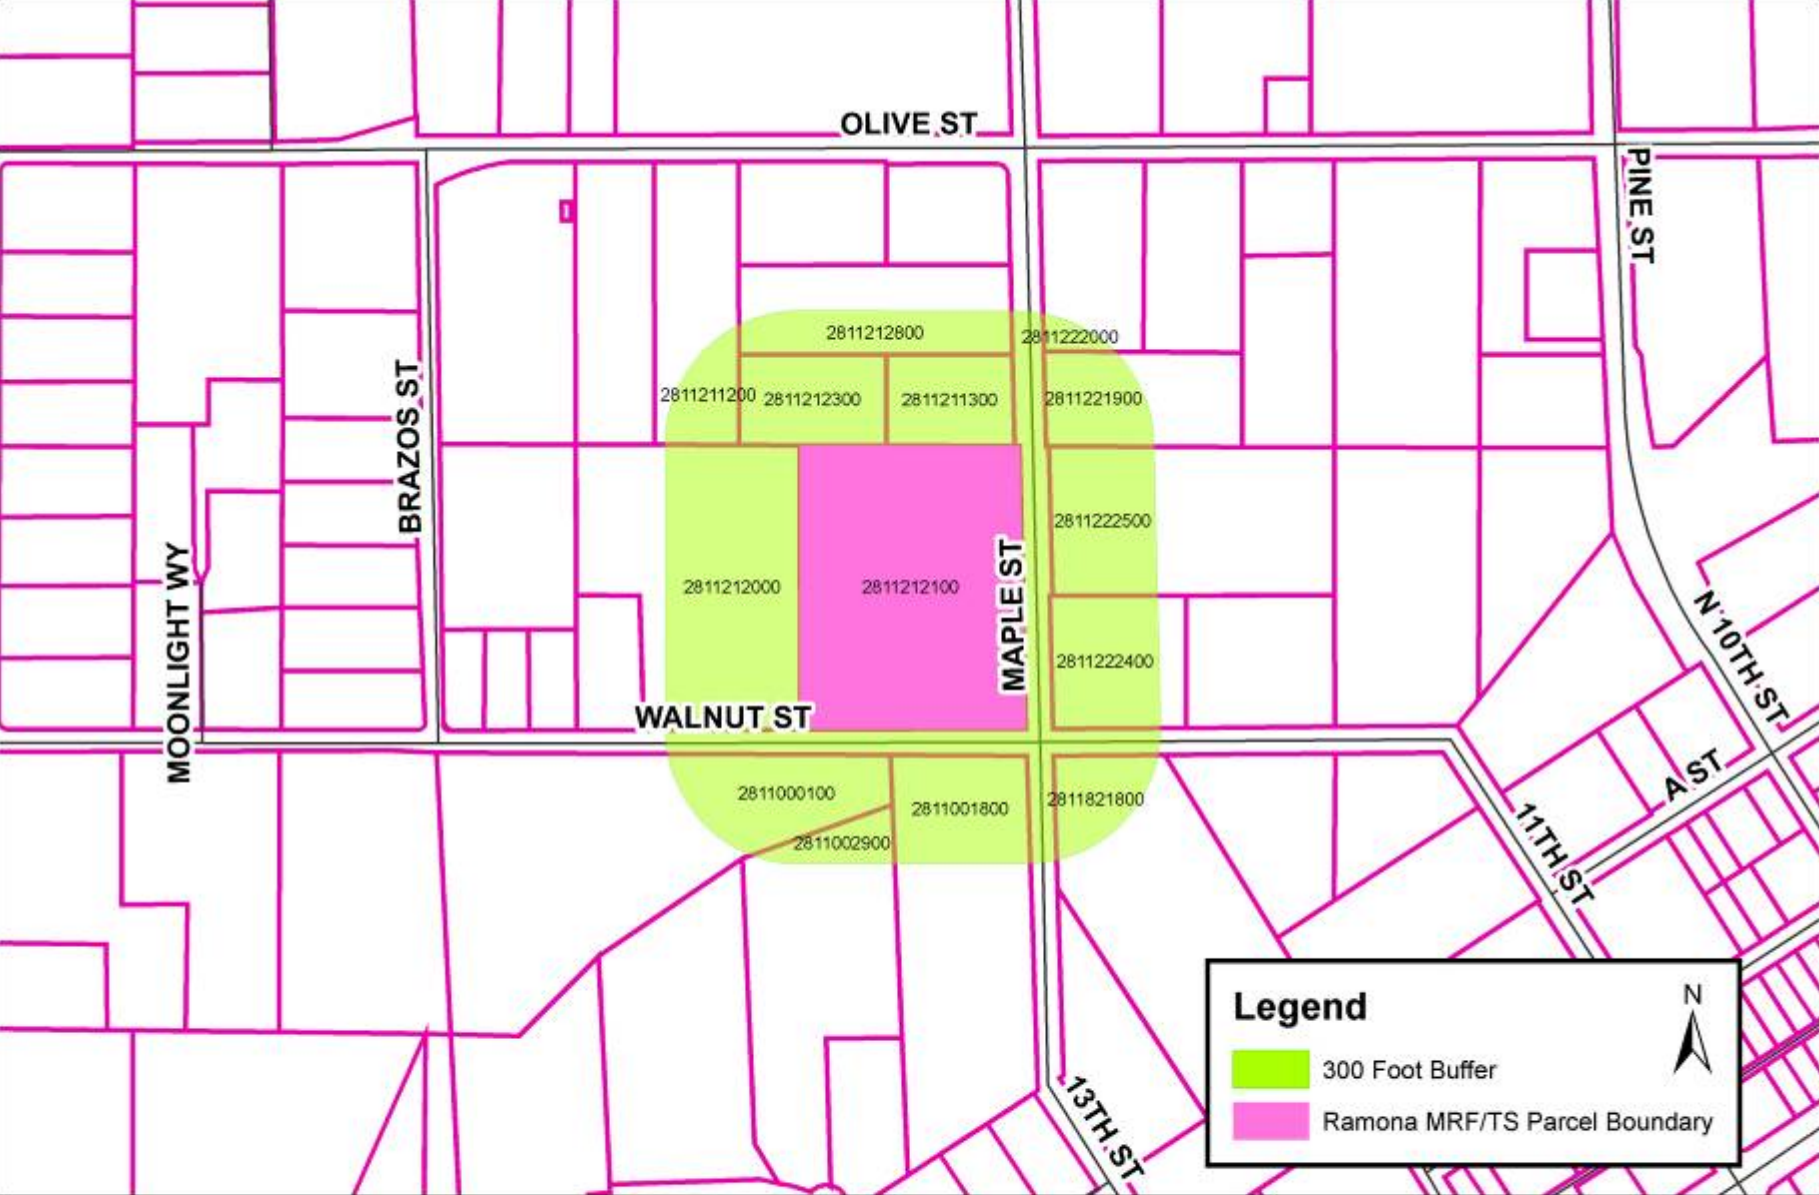 OLIVE ST
PINE ST
2811212800
2811222000
2811211200
2811212300
2811211300
2811221900
BRAZOS ST
2811222500
MOONLIGHT WY
2811212000
2811212100
MAPLE ST
N 10TH ST
2811222400
WALNUT ST
A ST
2811000100
2811001800
2811821800
2811002900
11TH ST
13TH ST
Legend
N
300 Foot Buffer
Ramona MRF/TS Parcel Boundary